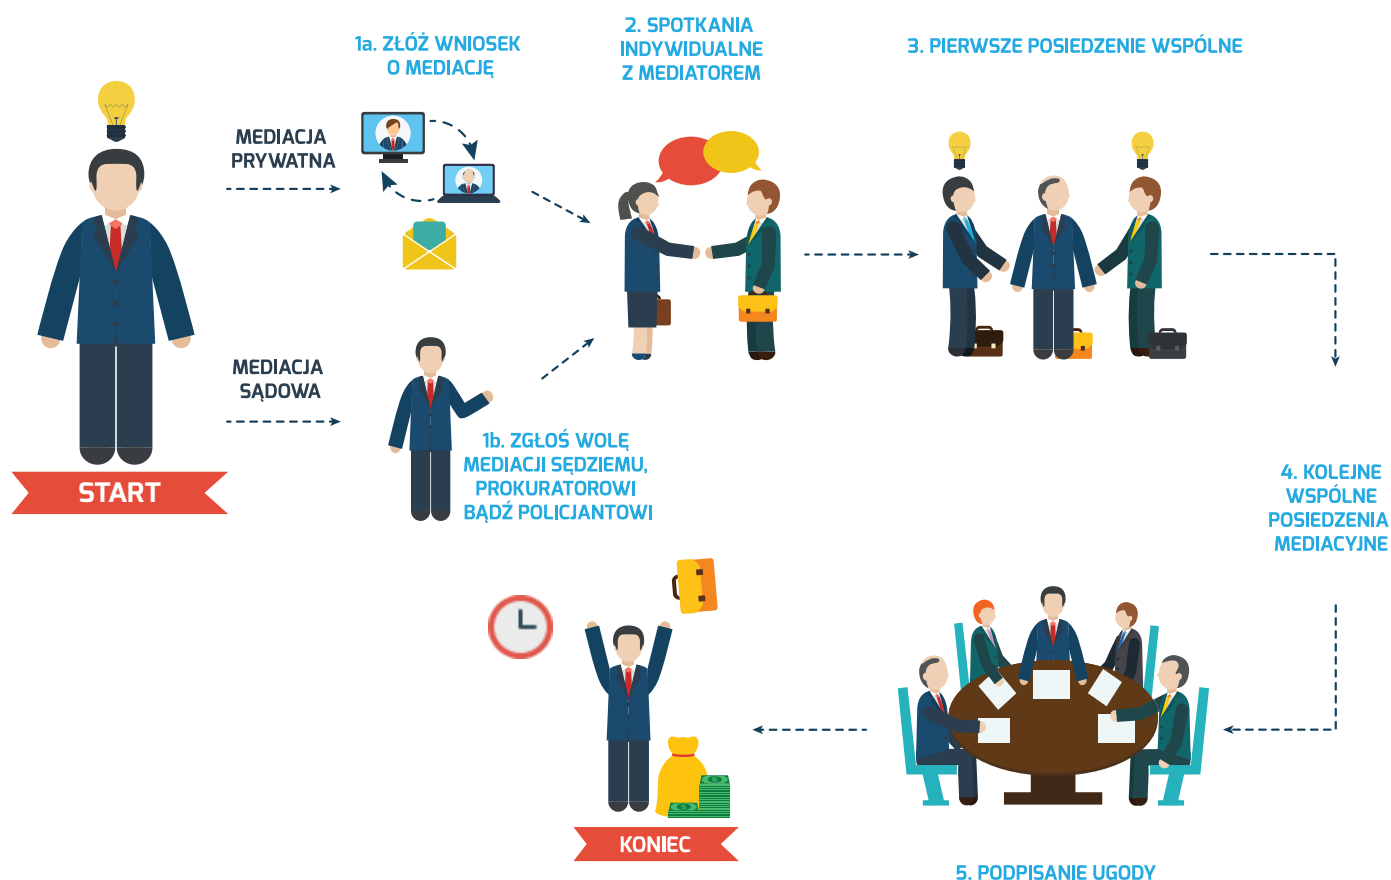 1a. ZŁÓŻ WNIOSEK
O MEDIACJĘ
2. SPOTKANIA
INDYWIDUALNE
Z MEDIATOREM
3. PIERWSZE POSIEDZENIE WSPÓLNE
MEDIACJA
PRYWATNA
MEDIACJA
SĄDOWA
START
1b. ZGŁOŚ WOLĘ
MEDIACJI SĘDZIEMU,
PROKURATOROWI
BĄDŹ POLICJANTOWI
4. KOLEJNE
WSPÓLNE
POSIEDZENIA
MEDIACYJNE
5. PODPISANIE UGODY
KONIEC